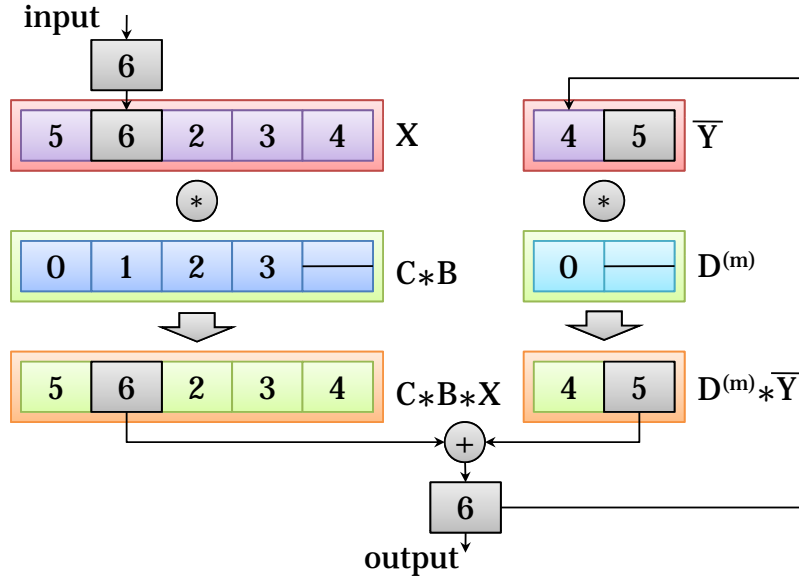 input
6
5 6 2 3 4 X 4 5 Y̅
* *
0 1 2 3 — C*B 0 — D⁽ᵐ⁾
5 6 2 3 4 C*B*X 4 5 D⁽ᵐ⁾*Y̅
+
6
output